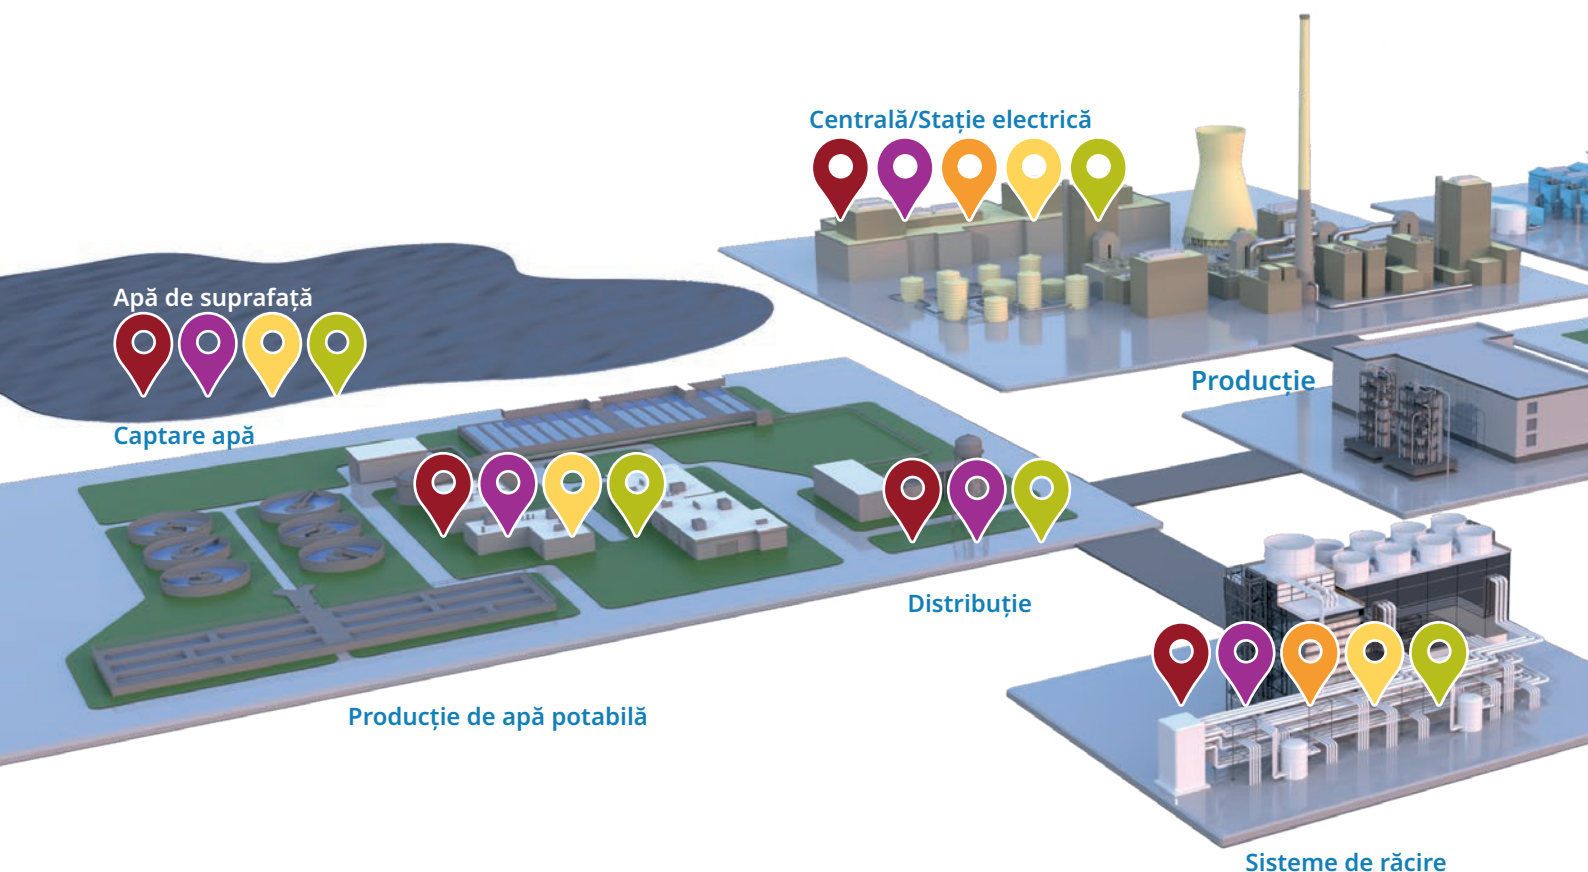 Centrală/Stație electrică
Apă de suprafață
Producție
Captare apă
Distribuție
Producție de apă potabilă
Sisteme de răcire